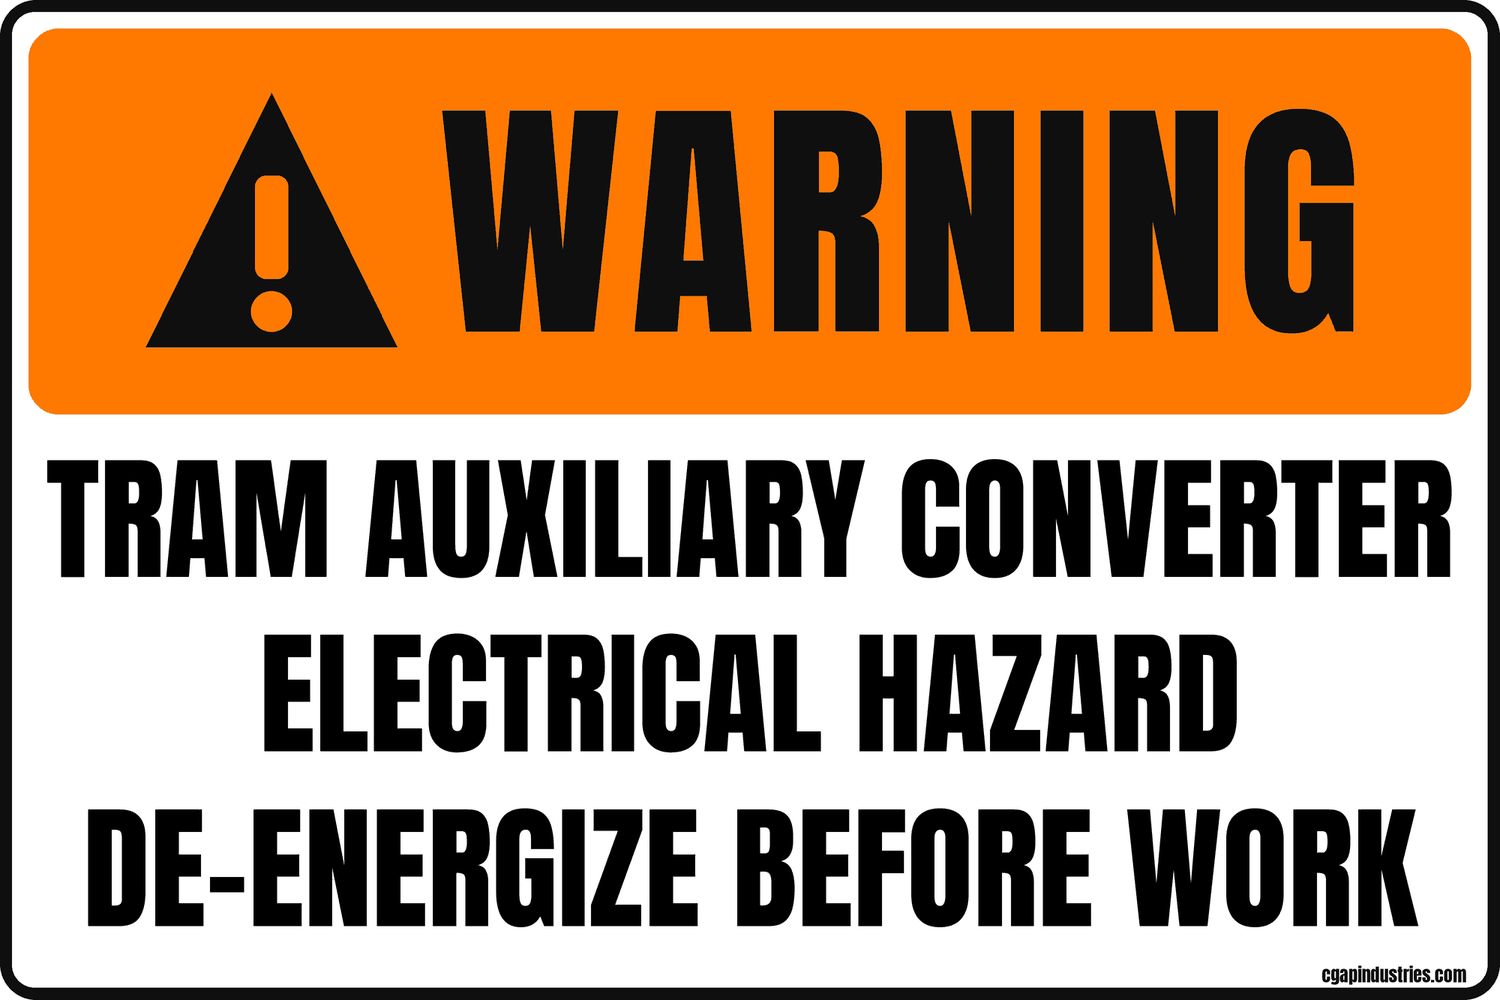 WARNING
TRAM AUXILIARY CONVERTER
ELECTRICAL HAZARD
DE-ENERGIZE BEFORE WORK
cgapindustries.com